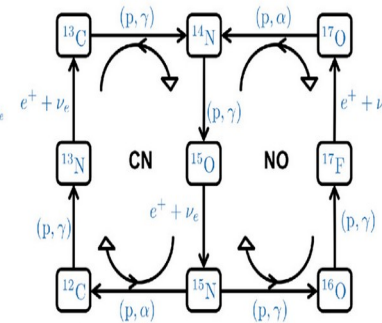 (p, γ) (p, α)
¹³C ¹⁴N ¹⁷O
e⁺ + νₑ (p, γ) e⁺ + ν
¹³N CN ¹⁵O NO ¹⁷F
(p, γ) e⁺ + νₑ (p, γ)
¹²C ¹⁵N ¹⁶O
(p, α) (p, γ)